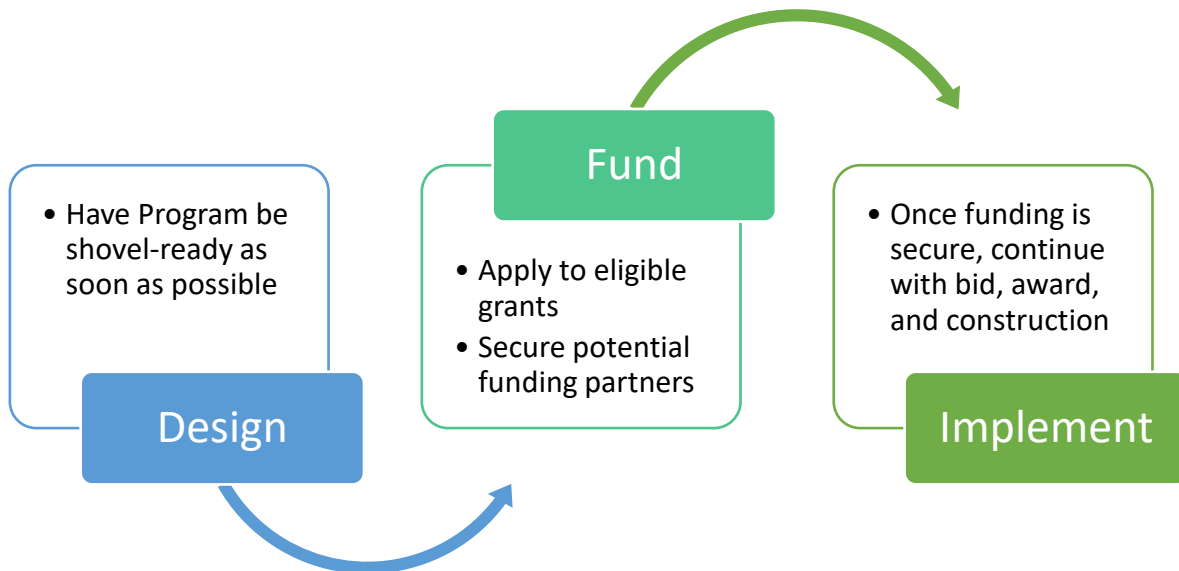 • Have Program be
shovel-ready as
soon as possible
Design
Fund
• Apply to eligible
grants
• Secure potential
funding partners
• Once funding is
secure, continue
with bid, award,
and construction
Implement